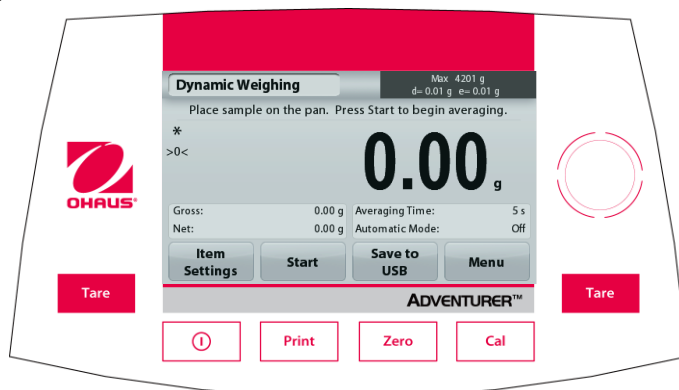 Dynamic Weighing
Max 4201 g
d= 0.01 g e= 0.01 g
Place sample on the pan. Press Start to begin averaging.
*
>0<
0.00 g
Gross: 0.00 g Averaging Time: 5 s
Net: 0.00 g Automatic Mode: Off
Item Settings
Start
Save to USB
Menu
OHAUS®
Tare
ADVENTURER™
Tare
Print
Zero
Cal